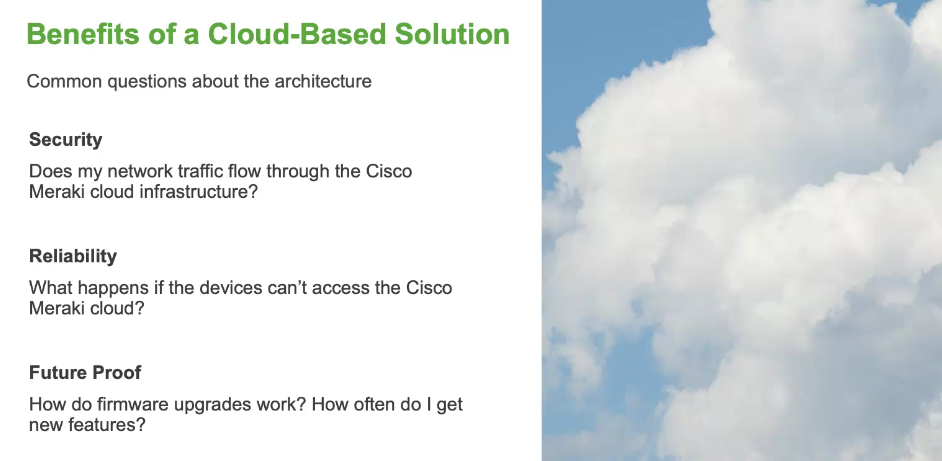 Benefits of a Cloud-Based Solution
Common questions about the architecture
Security
Does my network traffic flow through the Cisco
Meraki cloud infrastructure?
Reliability
What happens if the devices can’t access the Cisco
Meraki cloud?
Future Proof
How do firmware upgrades work? How often do I get
new features?